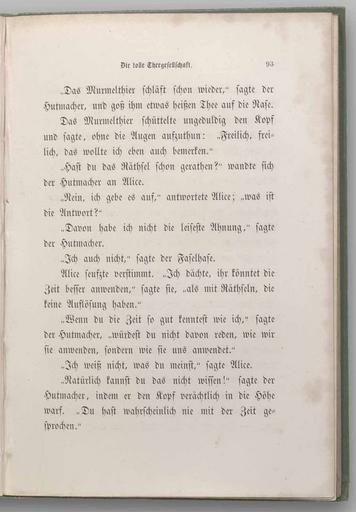 Die tolle Theegesellschaft. 93
„Das Murmelthier schläft schon wieder,“ sagte der
Hutmacher, und goß ihm etwas heißen Thee auf die Nase.
Das Murmelthier schüttelte ungeduldig den Kopf
und sagte, ohne die Augen aufzuthun: „Freilich, frei-
lich, das wollte ich eben auch bemerken.“
„Hast du das Räthsel schon gerathen?“ wandte sich
der Hutmacher an Alice.
„Nein, ich gebe es auf,“ antwortete Alice; „was ist
die Antwort?“
„Davon habe ich nicht die leiseste Ahnung,“ sagte
der Hutmacher.
„Ich auch nicht,“ sagte der Faselhase.
Alice seufzte verstimmt. „Ich dächte, ihr könntet die
Zeit besser anwenden,“ sagte sie, „als mit Räthseln, die
keine Auflösung haben.“
„Wenn du die Zeit so gut kenntest wie ich,“ sagte
der Hutmacher, „würdest du nicht davon reden, wie wir
sie anwenden, sondern wie sie uns anwendet.“
„Ich weiß nicht, was du meinst,“ sagte Alice.
„Natürlich kannst du das nicht wissen!“ sagte der
Hutmacher, indem er den Kopf verächtlich in die Höhe
warf. „Du hast wahrscheinlich nie mit der Zeit ge-
sprochen.“